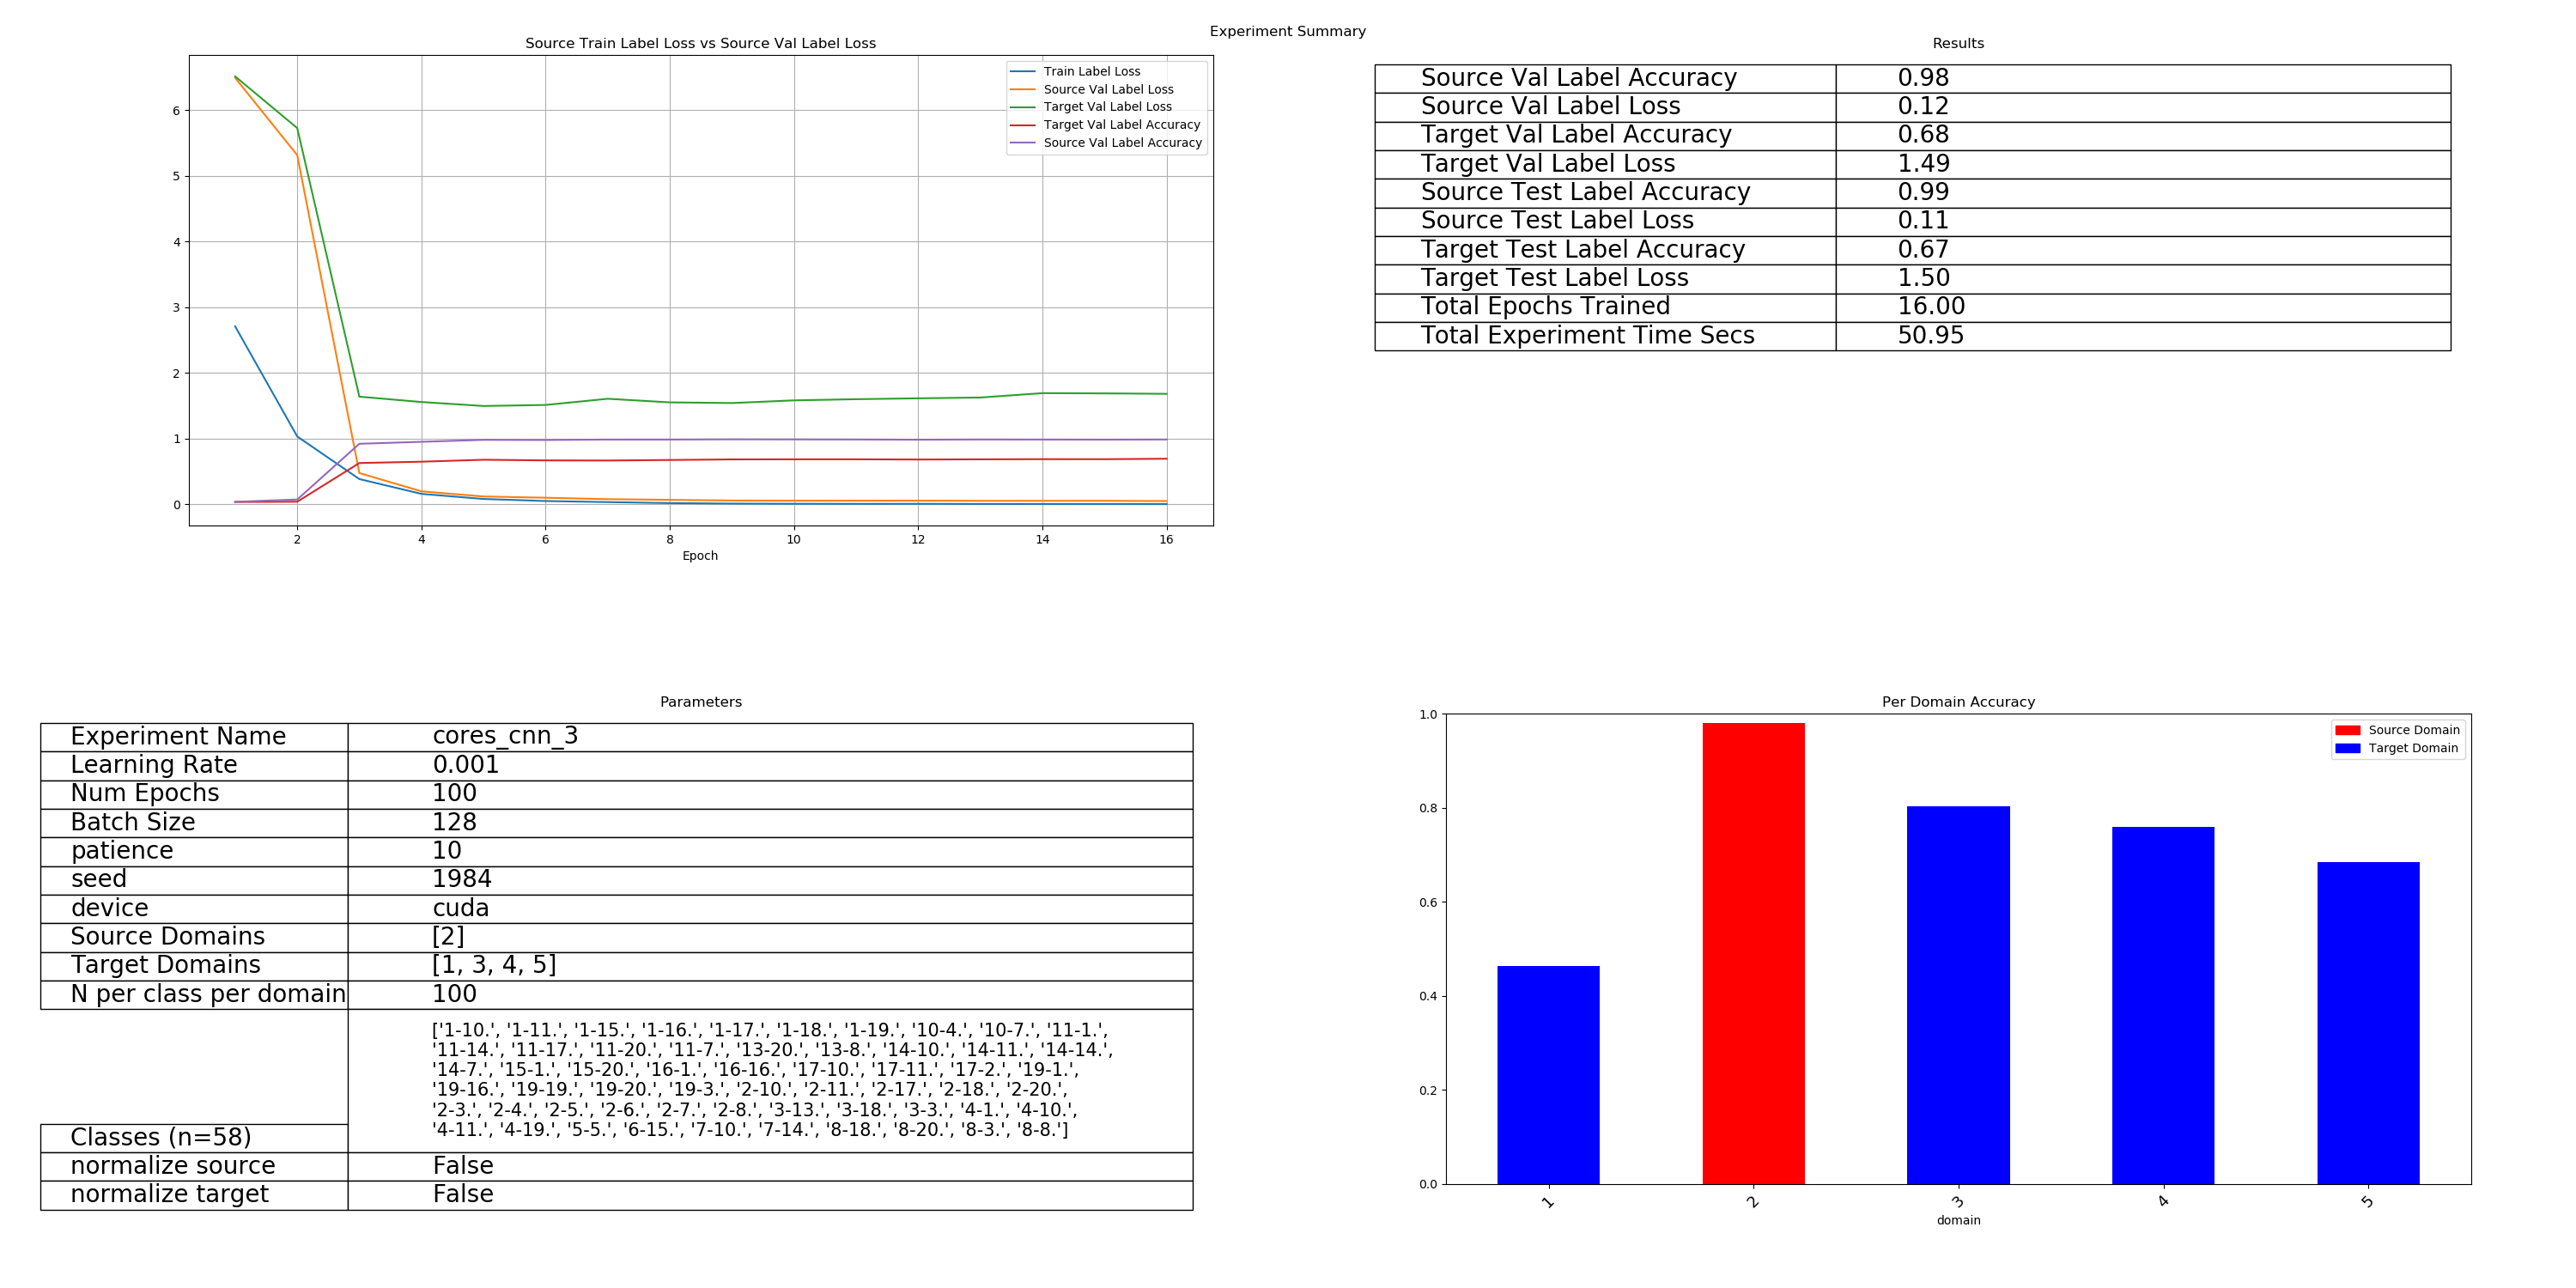 Experiment Summary
Source Train Label Loss vs Source Val Label Loss
6
5
4
3
2
1
0
2 4 6 8 10 12 14 16
Epoch
Train Label Loss
Source Val Label Loss
Target Val Label Loss
Target Val Label Accuracy
Source Val Label Accuracy
Results
Source Val Label Accuracy 0.98
Source Val Label Loss 0.12
Target Val Label Accuracy 0.68
Target Val Label Loss 1.49
Source Test Label Accuracy 0.99
Source Test Label Loss 0.11
Target Test Label Accuracy 0.67
Target Test Label Loss 1.50
Total Epochs Trained 16.00
Total Experiment Time Secs 50.95
Parameters
Experiment Name cores_cnn_3
Learning Rate 0.001
Num Epochs 100
Batch Size 128
patience 10
seed 1984
device cuda
Source Domains [2]
Target Domains [1, 3, 4, 5]
N per class per domain 100
['1-10.', '1-11.', '1-15.', '1-16.', '1-17.', '1-18.', '1-19.', '10-4.', '10-7.', '11-1.',
'11-14.', '11-17.', '11-20.', '11-7.', '13-20.', '13-8.', '14-10.', '14-11.', '14-14.',
'14-7.', '15-1.', '15-20.', '16-1.', '16-16.', '17-10.', '17-11.', '17-2.', '19-1.',
'19-16.', '19-19.', '19-20.', '19-3.', '2-10.', '2-11.', '2-17.', '2-18.', '2-20.',
'2-3.', '2-4.', '2-5.', '2-6.', '2-7.', '2-8.', '3-13.', '3-18.', '3-3.', '4-1.', '4-10.',
'4-11.', '4-19.', '5-5.', '6-15.', '7-10.', '7-14.', '8-18.', '8-20.', '8-3.', '8-8.']
Classes (n=58)
normalize source False
normalize target False
Per Domain Accuracy
1.0
0.8
0.6
0.4
0.2
0.0
1 2 3 4 5
domain
Source Domain
Target Domain